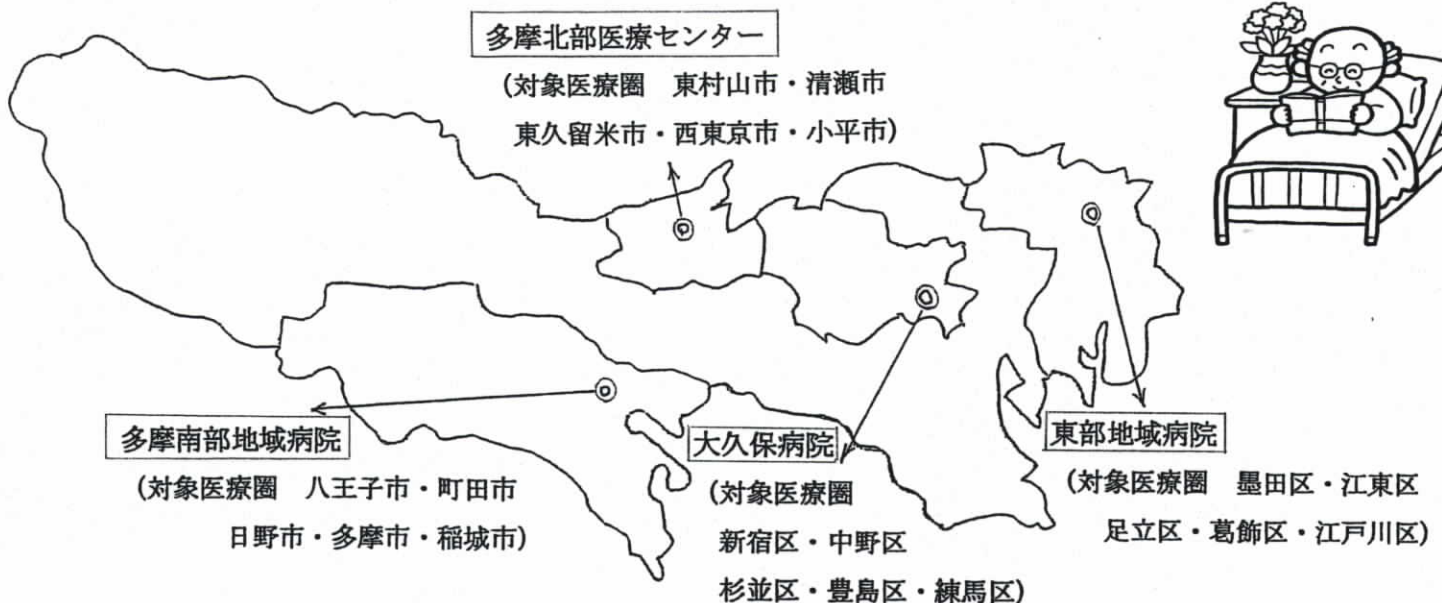 多摩北部医療センター
(対象医療圏　東村山市・清瀬市
東久留米市・西東京市・小平市)
多摩南部地域病院
(対象医療圏　八王子市・町田市
日野市・多摩市・稲城市)
大久保病院
(対象医療圏
新宿区・中野区
杉並区・豊島区・練馬区)
東部地域病院
(対象医療圏　墨田区・江東区
足立区・葛飾区・江戸川区)